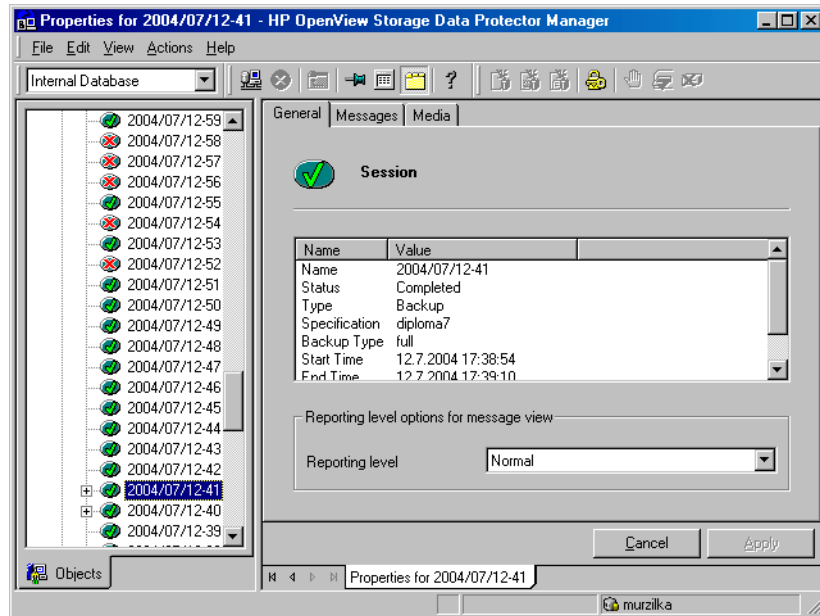 Properties for 2004/07/12-41 - HP OpenView Storage Data Protector Manager
File Edit View Actions Help
Internal Database
2004/07/12-59
2004/07/12-58
2004/07/12-57
2004/07/12-56
2004/07/12-55
2004/07/12-54
2004/07/12-53
2004/07/12-52
2004/07/12-51
2004/07/12-50
2004/07/12-49
2004/07/12-48
2004/07/12-47
2004/07/12-46
2004/07/12-45
2004/07/12-44
2004/07/12-43
2004/07/12-42
2004/07/12-41
2004/07/12-40
2004/07/12-39
Objects
General Messages Media
Session
Name Value
Name 2004/07/12-41
Status Completed
Type Backup
Specification diploma7
Backup Type full
Start Time 12.7.2004 17:38:54
End Time 12.7.2004 17:39:10
Reporting level options for message view
Reporting level Normal
Cancel Apply
Properties for 2004/07/12-41
murzilka